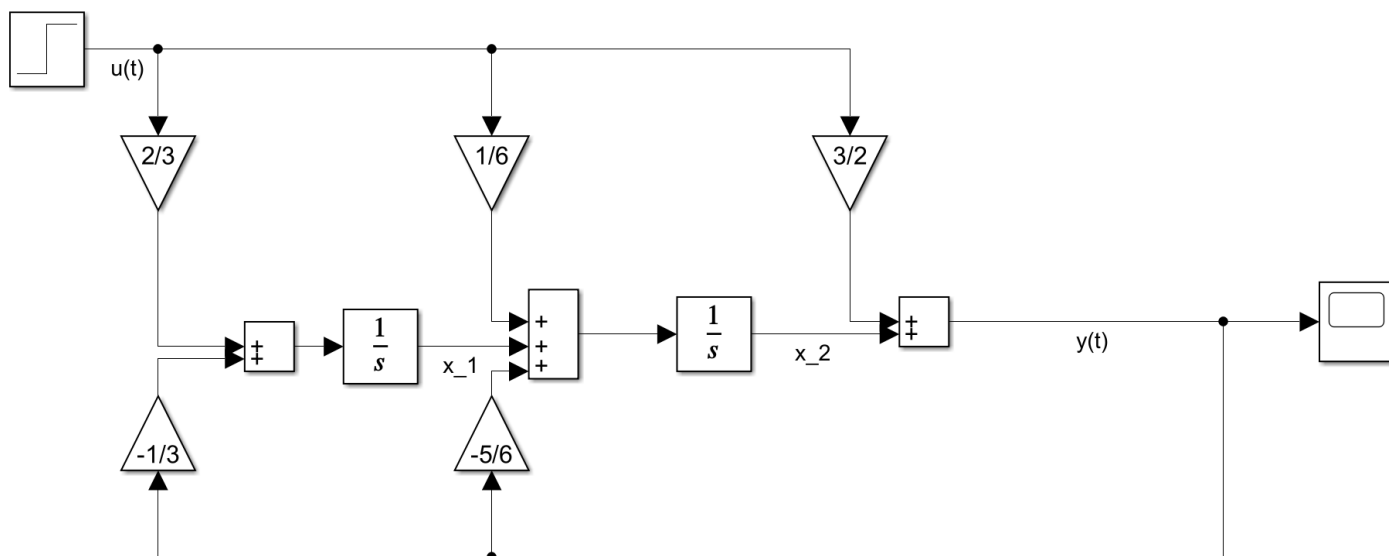 u(t)
2/3
1/6
3/2
+
+
1
s
x_1
+
+
+
1
s
x_2
+
+
y(t)
-1/3
-5/6